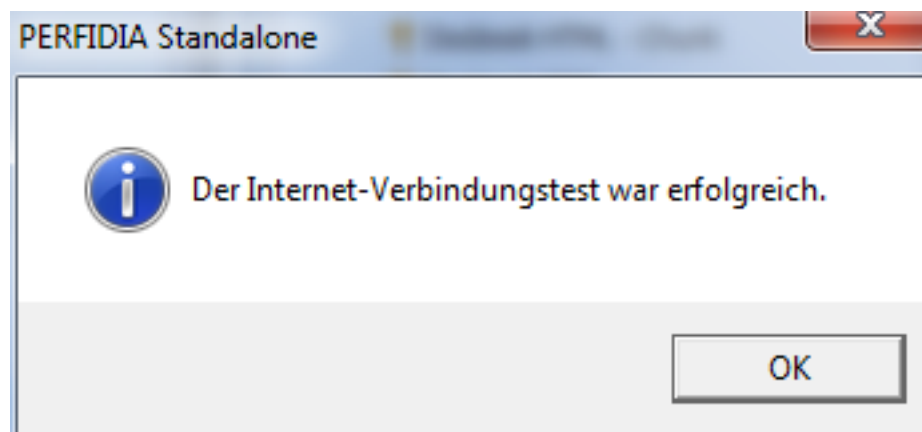 PERFIDIA Standalone
Der Internet-Verbindungstest war erfolgreich.
OK